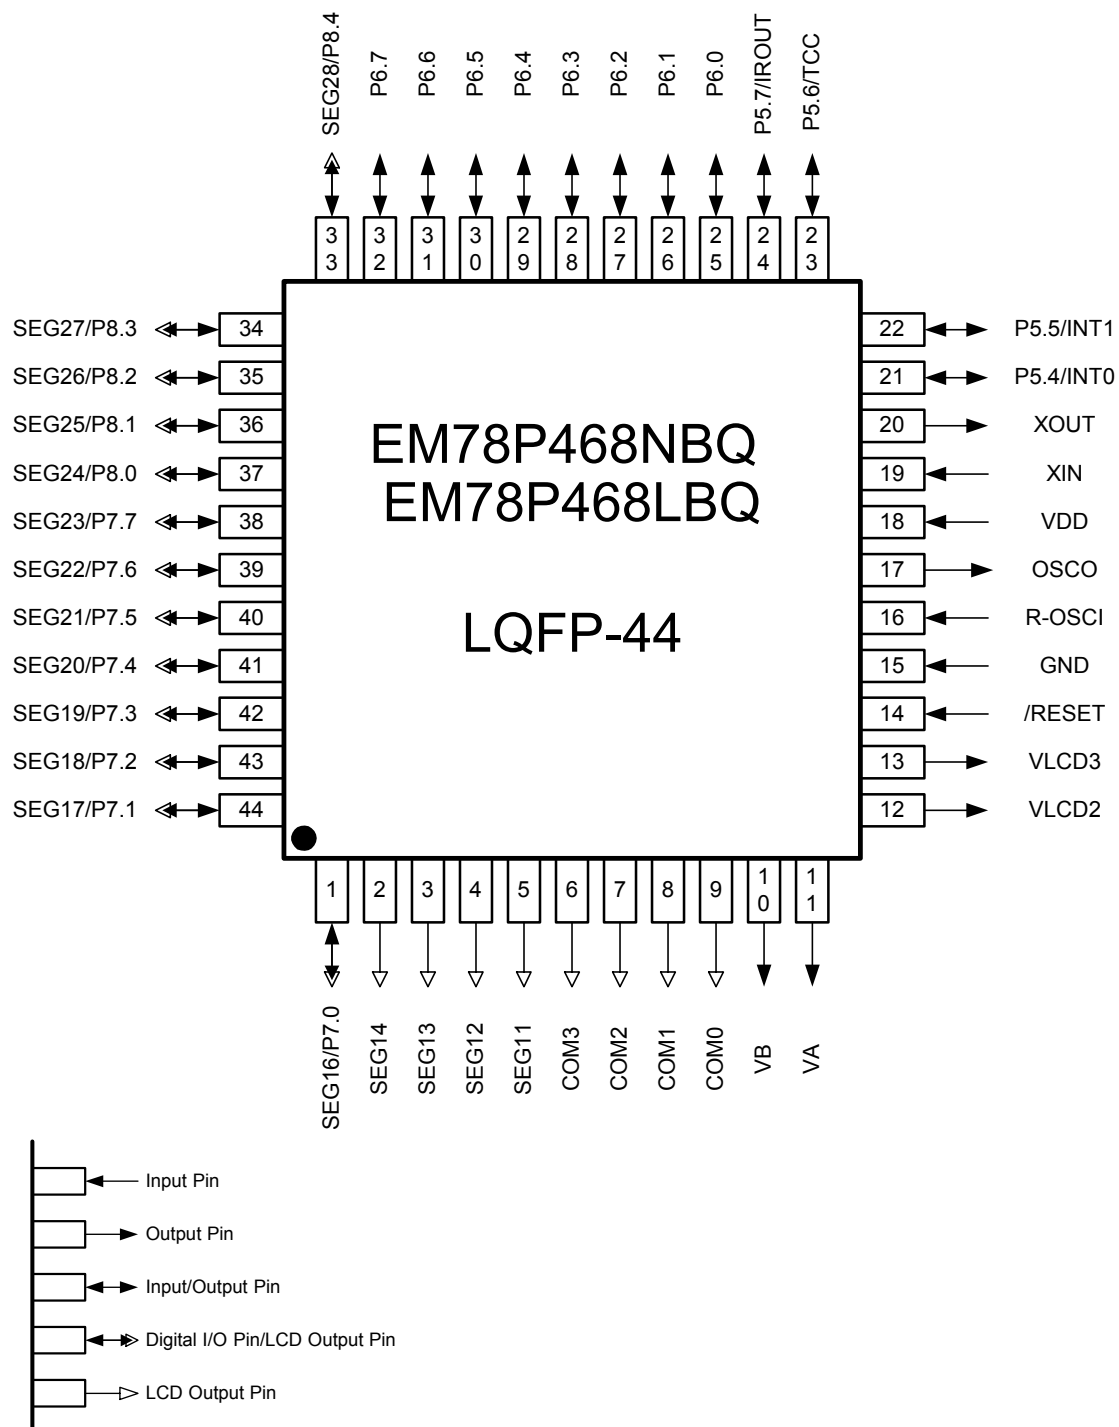 SEG28/P8.4
P6.7
P6.6
P6.5
P6.4
P6.3
P6.2
P6.1
P6.0
P5.7/IROUT
P5.6/TCC
33
32
31
30
29
28
27
26
25
24
23
SEG27/P8.3 34
SEG26/P8.2 35
SEG25/P8.1 36
SEG24/P8.0 37
SEG23/P7.7 38
SEG22/P7.6 39
SEG21/P7.5 40
SEG20/P7.4 41
SEG19/P7.3 42
SEG18/P7.2 43
SEG17/P7.1 44
EM78P468NBQ
EM78P468LBQ
LQFP-44
22 P5.5/INT1
21 P5.4/INT0
20 XOUT
19 XIN
18 VDD
17 OSCO
16 R-OSCI
15 GND
14 /RESET
13 VLCD3
12 VLCD2
1
2
3
4
5
6
7
8
9
10
11
SEG16/P7.0
SEG14
SEG13
SEG12
SEG11
COM3
COM2
COM1
COM0
VB
VA
Input Pin
Output Pin
Input/Output Pin
Digital I/O Pin/LCD Output Pin
LCD Output Pin